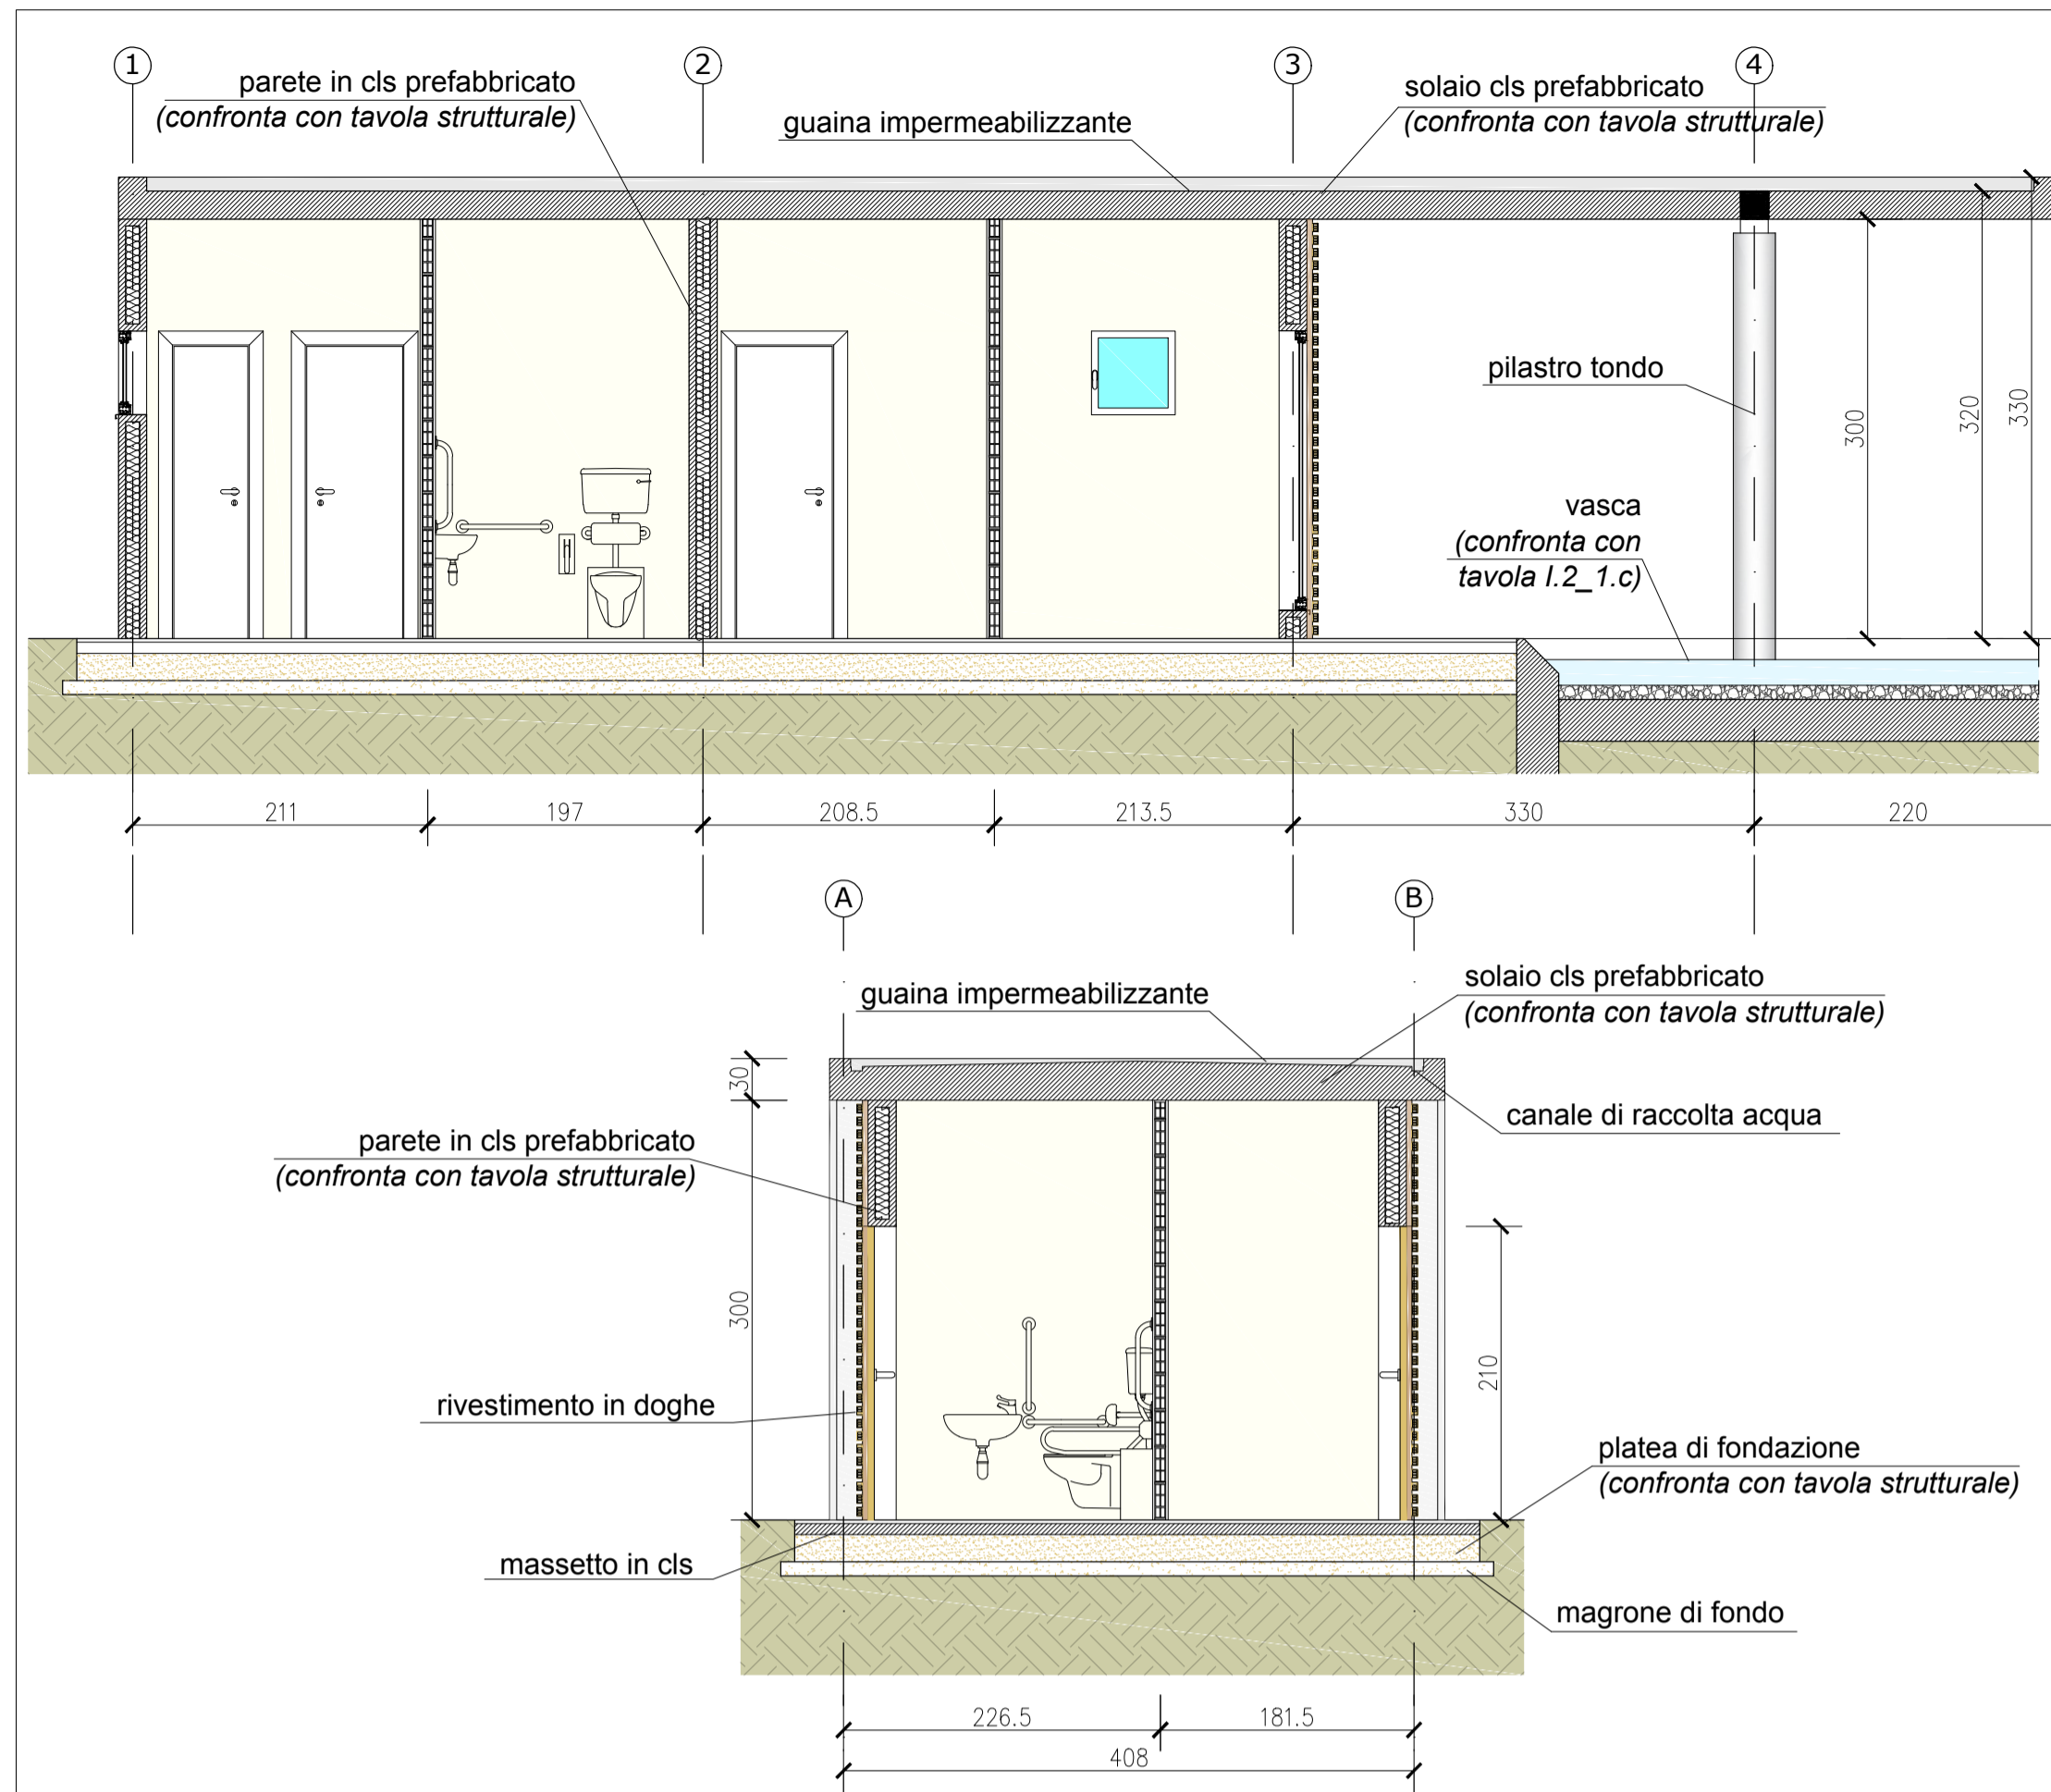 1
2
3
4
parete in cls prefabbricato
(confronta con tavola strutturale)
guaina impermeabilizzante
solaio cls prefabbricato
(confronta con tavola strutturale)
pilastro tondo
vasca
(confronta con
tavola I.2_1.c)
300
320
330
211
197
208.5
213.5
330
220
A
B
guaina impermeabilizzante
solaio cls prefabbricato
(confronta con tavola strutturale)
30
canale di raccolta acqua
parete in cls prefabbricato
(confronta con tavola strutturale)
300
210
rivestimento in doghe
platea di fondazione
(confronta con tavola strutturale)
massetto in cls
magrone di fondo
226.5
181.5
408